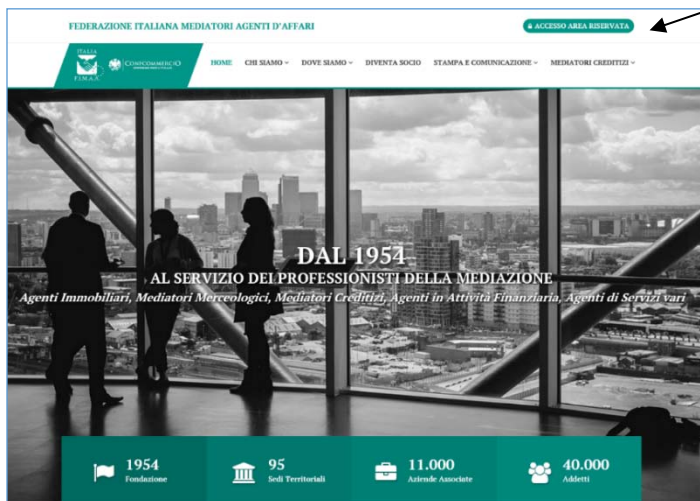 FEDERAZIONE ITALIANA MEDIATORI AGENTI D'AFFARI
ACCESSO AREA RISERVATA
ITALIA
F.I.M.A.A.
CONFCOMMERCIO
HOME CHI SIAMO DOVE SIAMO DIVENTA SOCIO STAMPA E COMUNICAZIONE MEDIATORI CREDITIZI
DAL 1954
AL SERVIZIO DEI PROFESSIONISTI DELLA MEDIAZIONE
Agenti Immobiliari, Mediatori Merceologici, Mediatori Creditizi, Agenti in Attività Finanziaria, Agenti di Servizi vari
1954
Fondazione
95
Sedi Territoriali
11.000
Aziende Associate
40.000
Addetti